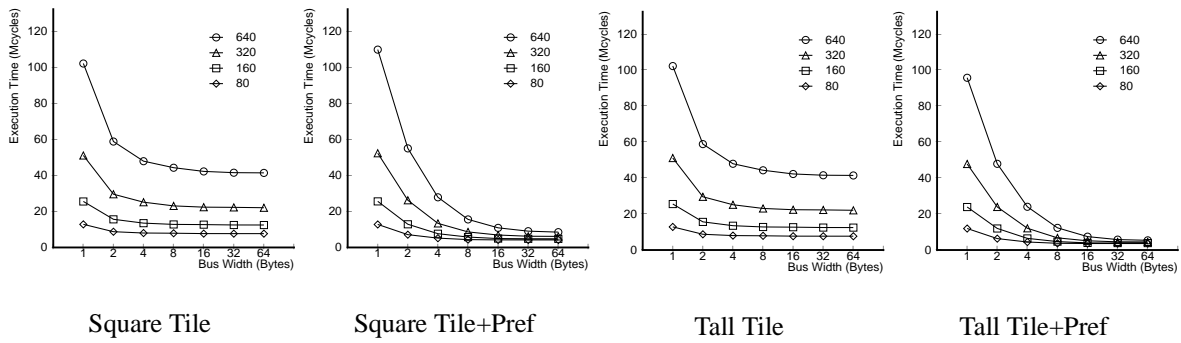 Execution Time (Mcycles)
120
100
80
60
40
20
0
640
320
160
80
1 2 4 8 16 32 64
Bus Width (Bytes)
Square Tile
Execution Time (Mcycles)
120
100
80
60
40
20
0
640
320
160
80
1 2 4 8 16 32 64
Bus Width (Bytes)
Square Tile+Pref
Execution Time (Mcycles)
120
100
80
60
40
20
0
640
320
160
80
1 2 4 8 16 32 64
Bus Width (Bytes)
Tall Tile
Execution Time (Mcycles)
120
100
80
60
40
20
0
640
320
160
80
1 2 4 8 16 32 64
Bus Width (Bytes)
Tall Tile+Pref